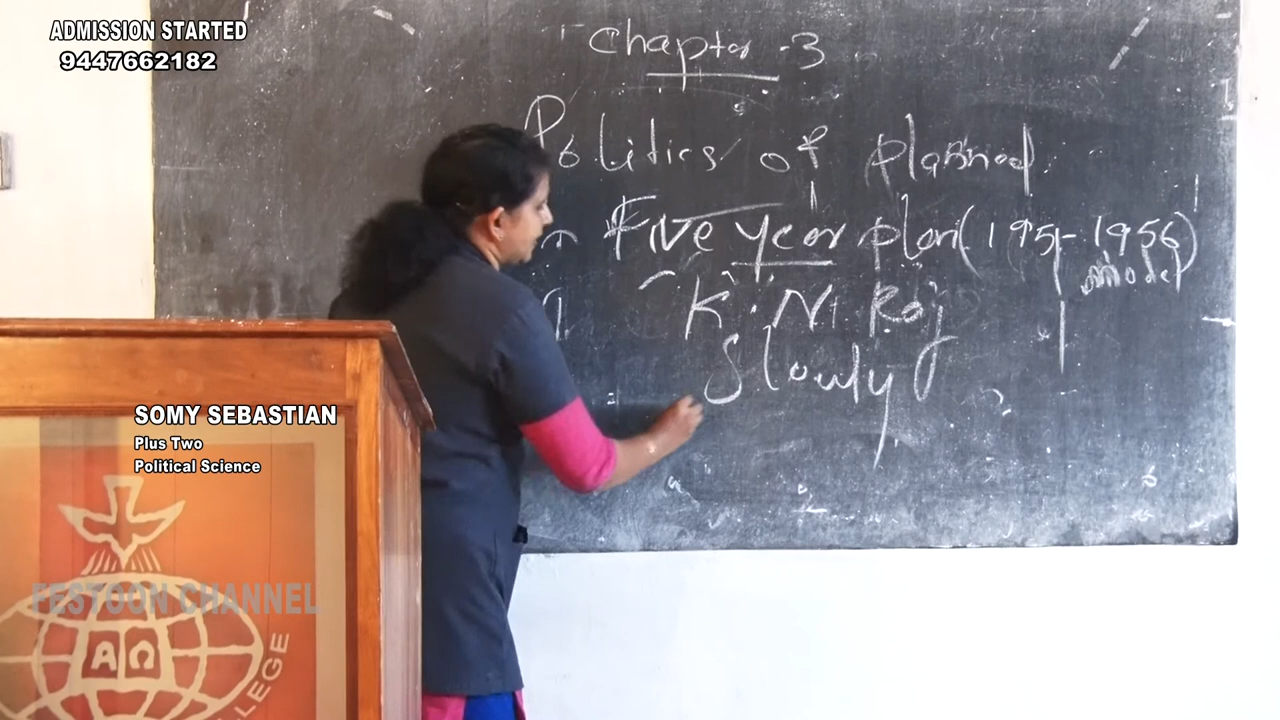 ADMISSION STARTED
9447662182
Chapter - 3
Politics of planned
Five year plan (1951-1956)
model
K. N. Raj
Slowly
SOMY SEBASTIAN
Plus Two
Political Science
FESTOON CHANNEL
Α Ω
LLEGE